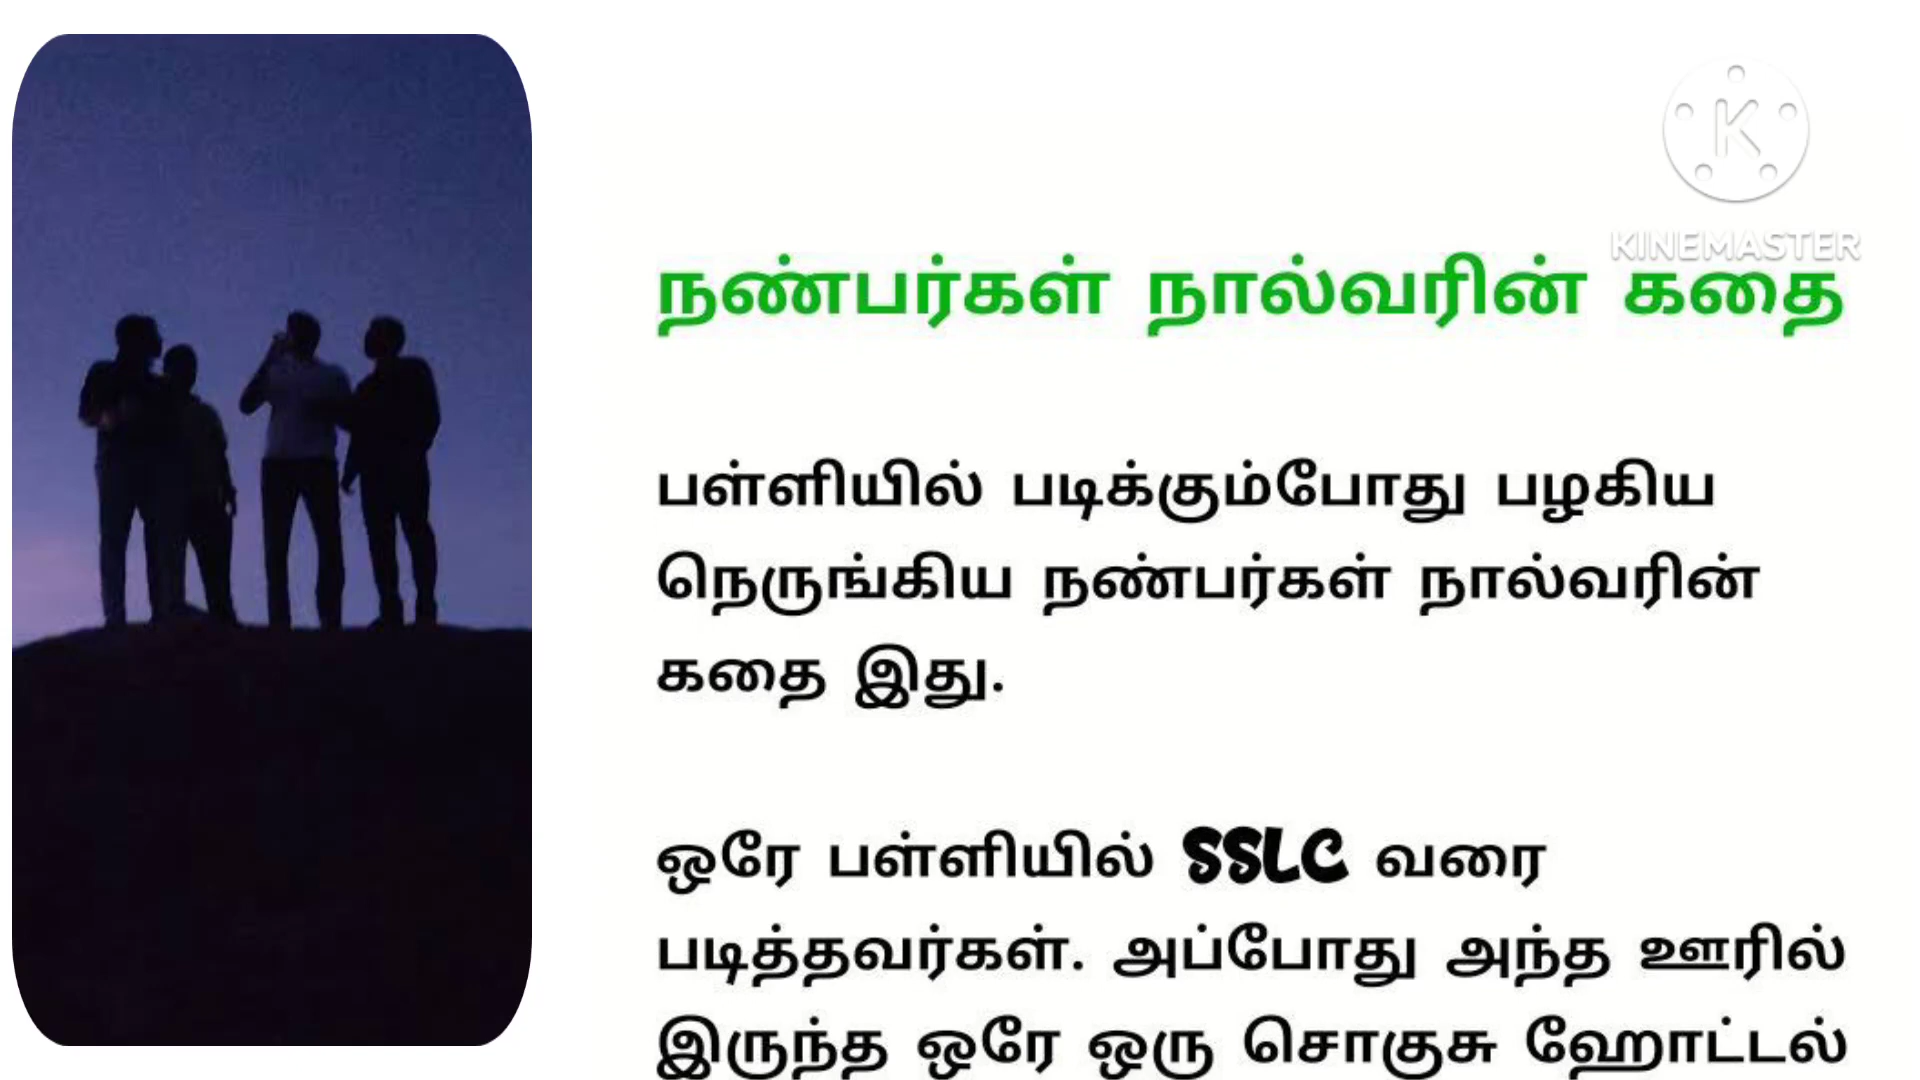 K
KINEMASTER
நண்பர்கள் நால்வரின் கதை
பள்ளியில் படிக்கும்போது பழகிய
நெருங்கிய நண்பர்கள் நால்வரின்
கதை இது.
ஒரே பள்ளியில் SSLC வரை
படித்தவர்கள். அப்போது அந்த ஊரில்
இருந்த ஒரே ஒரு சொகுசு ஹோட்டல்